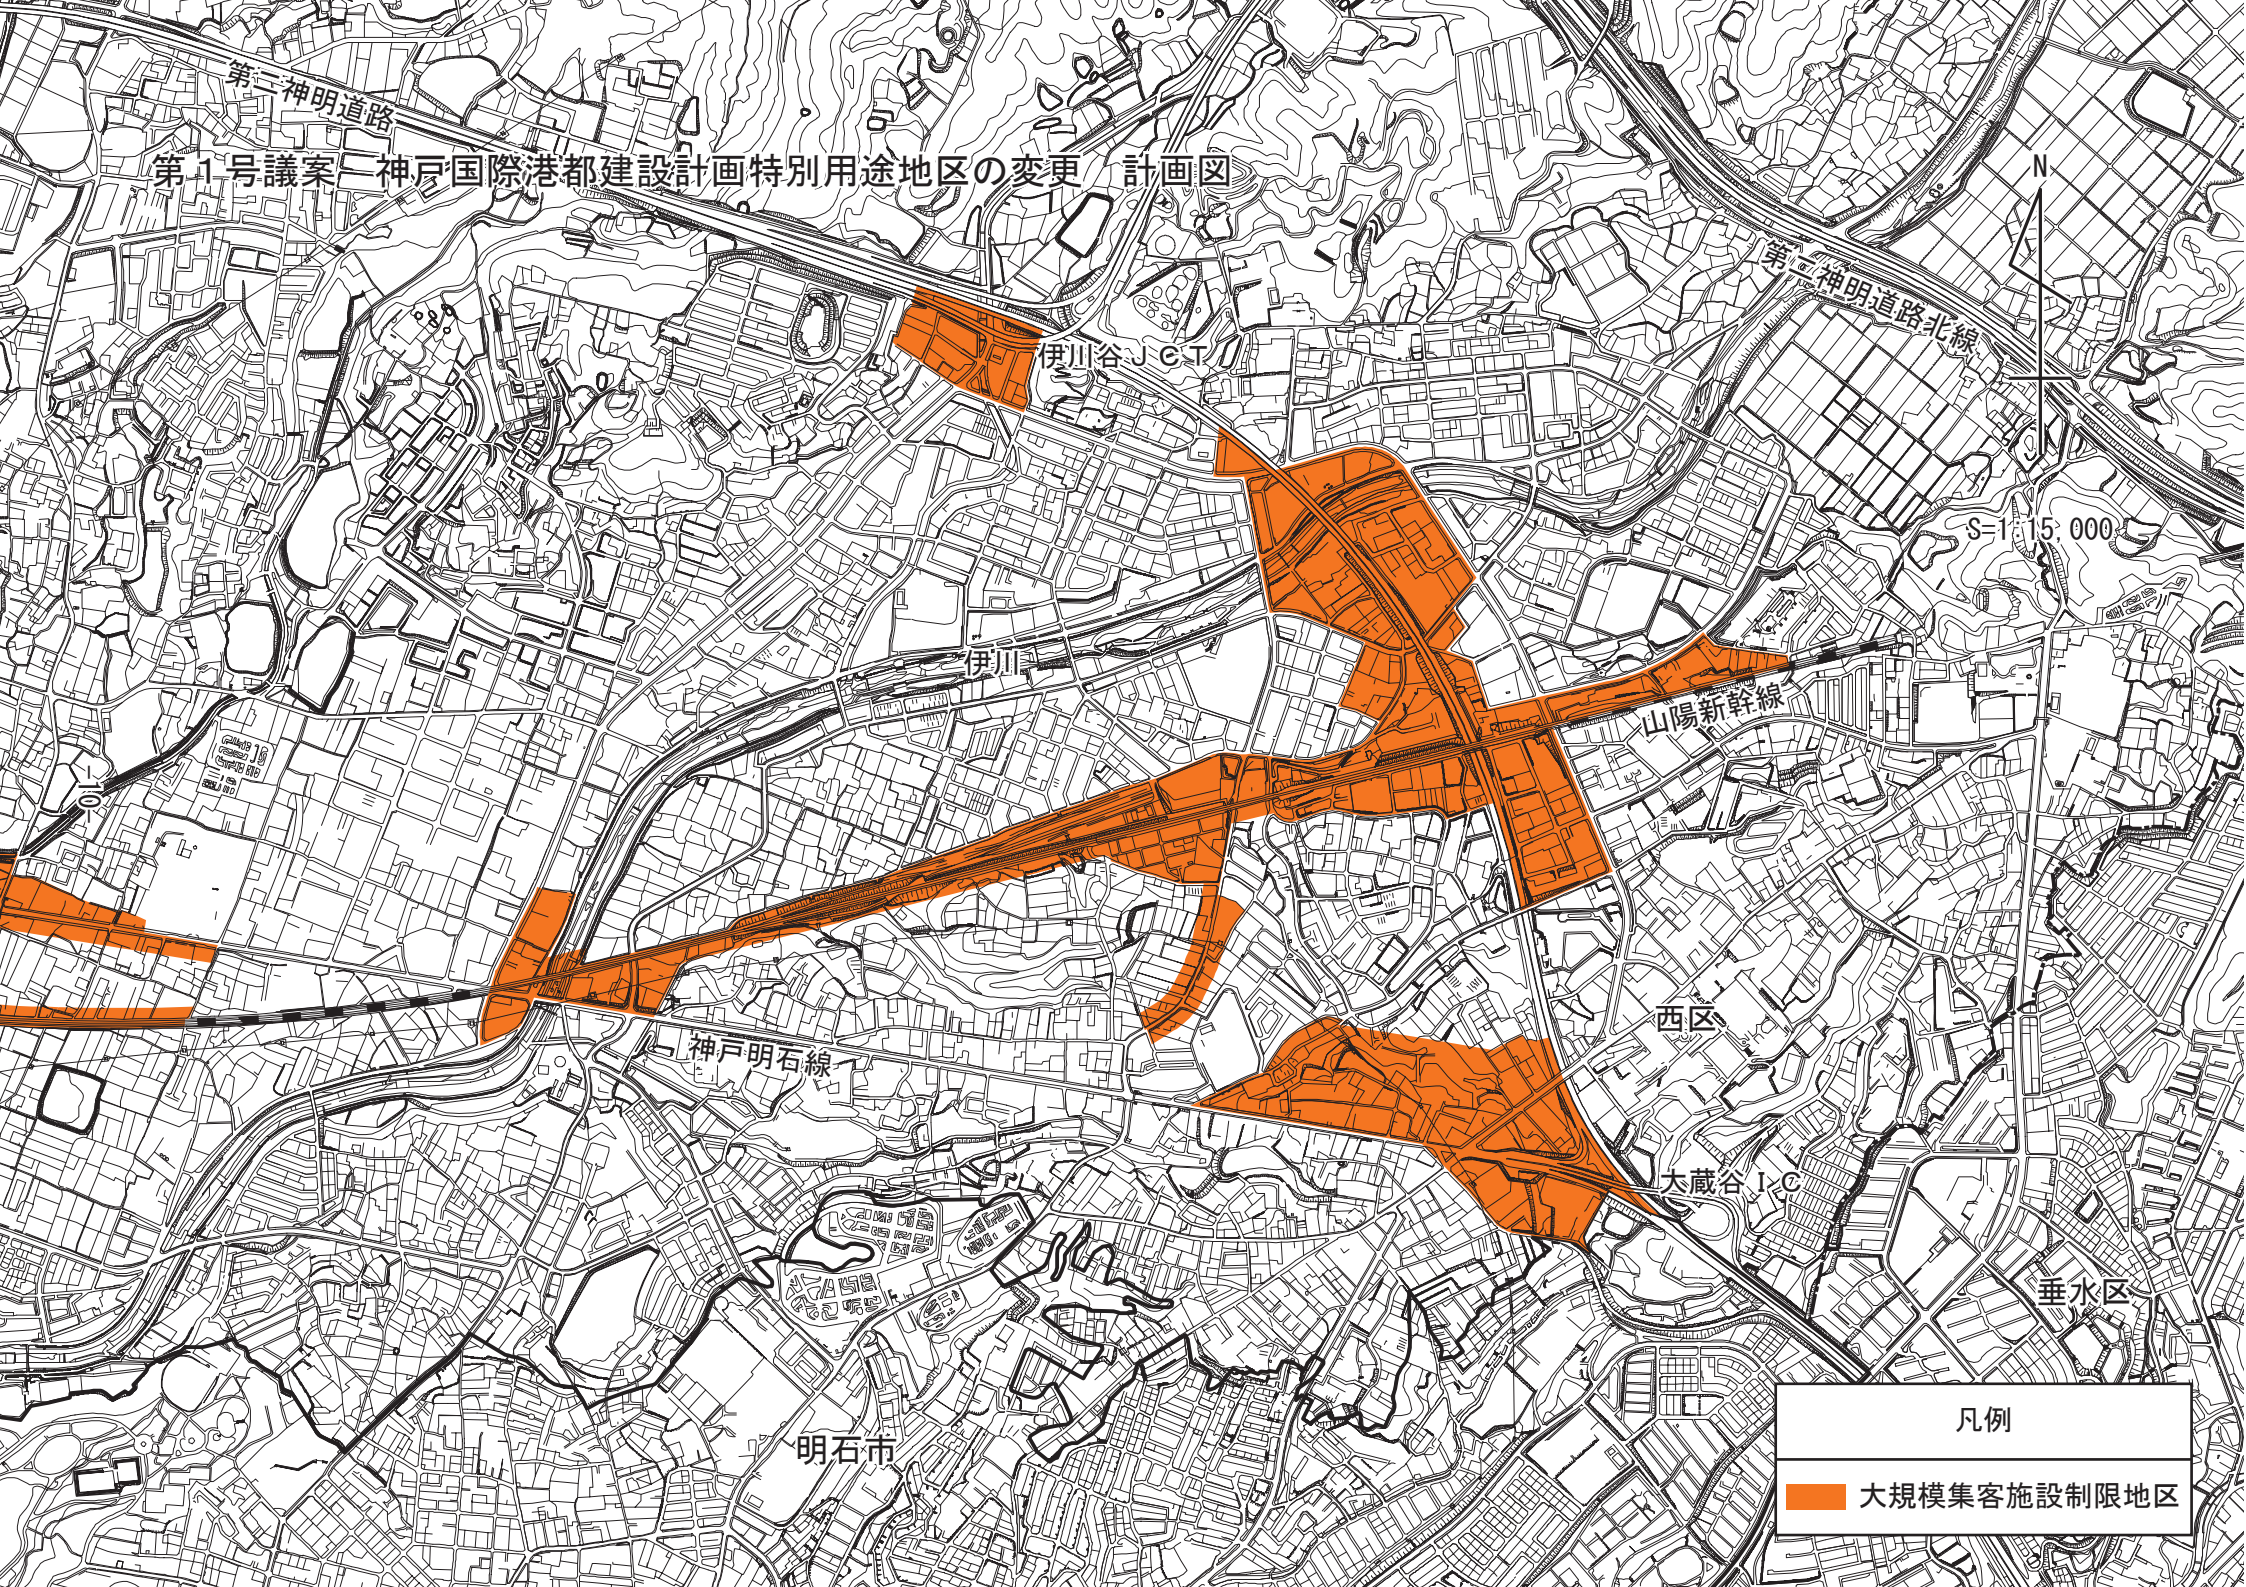 第二神明道路
第１号議案　神戸国際港都建設計画特別用途地区の変更　計画図
N
第二神明道路北線
伊川谷ＪＣＴ
S=1:15,000
伊川
山陽新幹線
西区
神戸明石線
大蔵谷ＩＣ
垂水区
明石市
凡例
大規模集客施設制限地区